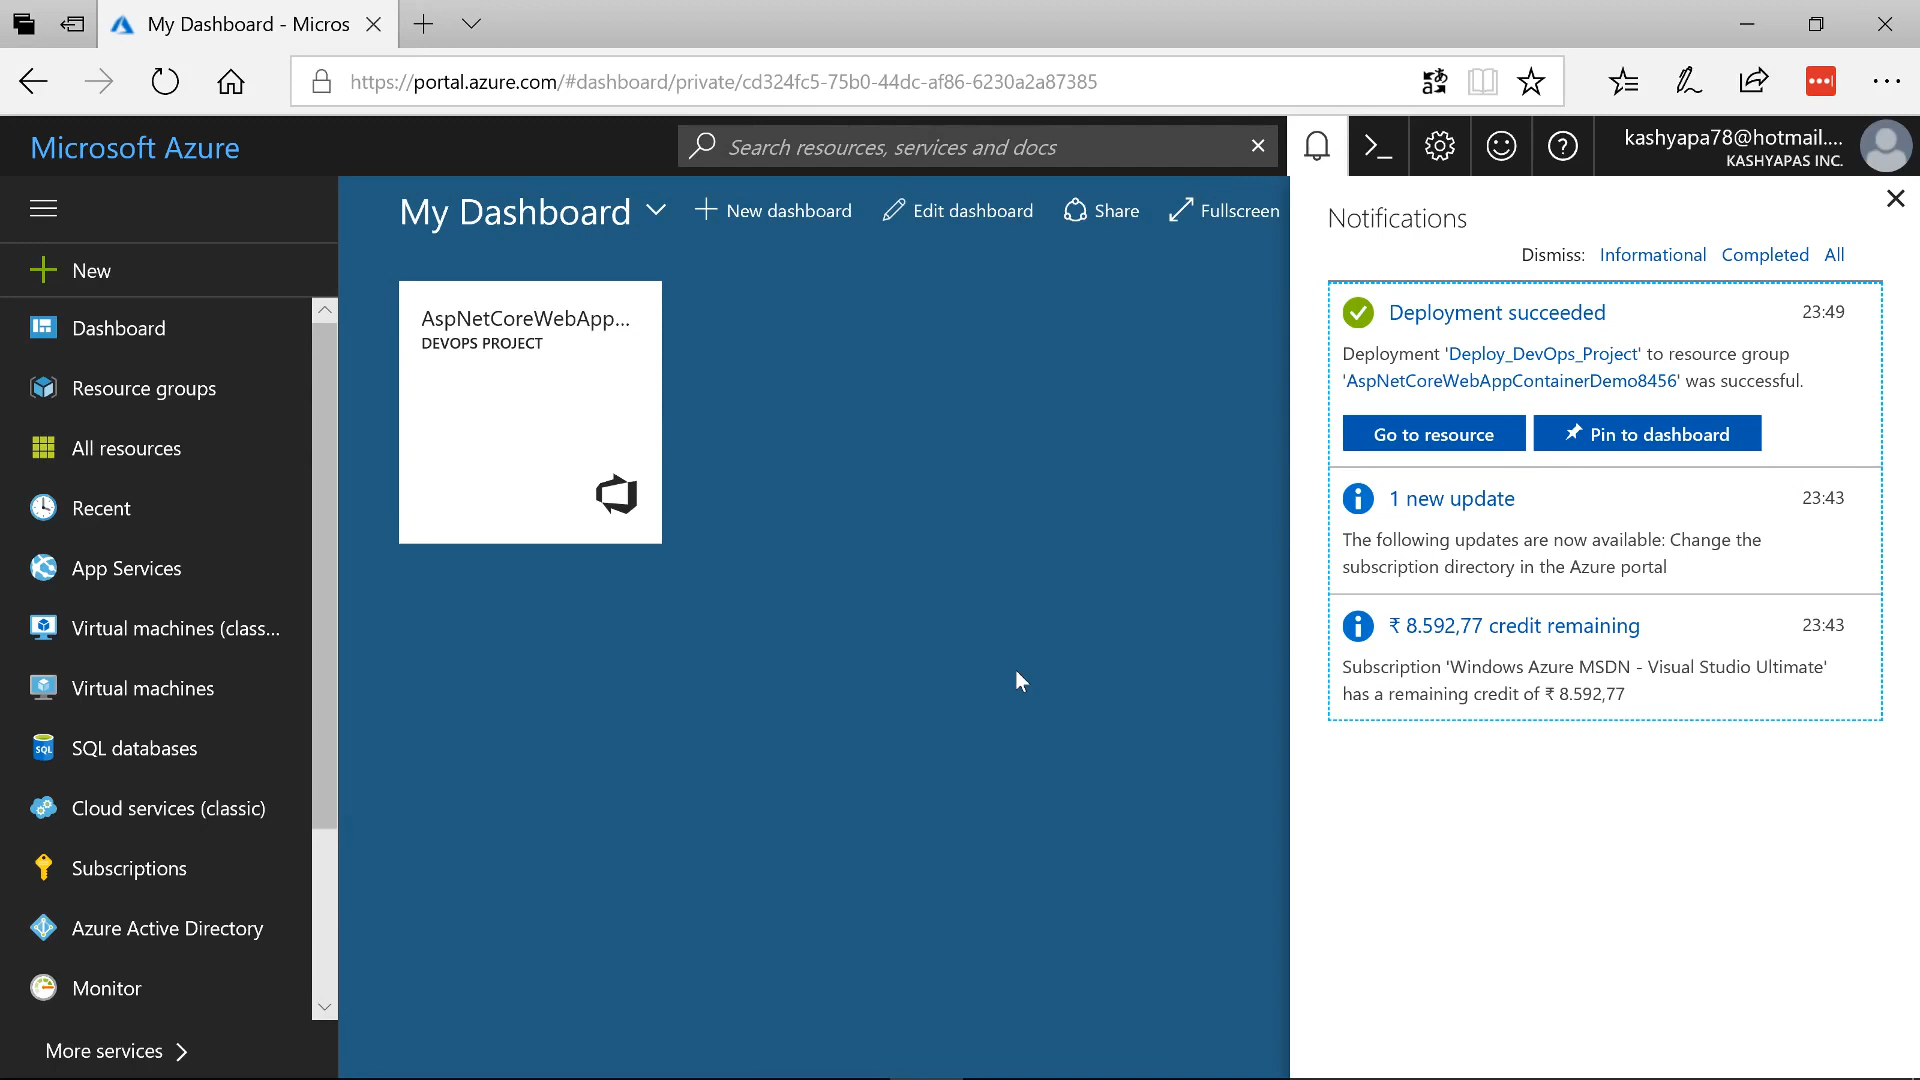 My Dashboard - Micros
https://portal.azure.com/#dashboard/private/cd324fc5-75b0-44dc-af86-6230a2a87385
Microsoft Azure
Search resources, services and docs
kashyapa78@hotmail....
KASHYAPAS INC.
New
Dashboard
Resource groups
All resources
Recent
App Services
Virtual machines (class...
Virtual machines
SQL
SQL databases
Cloud services (classic)
Subscriptions
Azure Active Directory
Monitor
More services
My Dashboard
New dashboard
Edit dashboard
Share
Fullscreen
AspNetCoreWebApp...
DEVOPS PROJECT
Notifications
Dismiss: Informational Completed All
Deployment succeeded 23:49
Deployment 'Deploy_DevOps_Project' to resource group
'AspNetCoreWebAppContainerDemo8456' was successful.
Go to resource
Pin to dashboard
1 new update 23:43
The following updates are now available: Change the
subscription directory in the Azure portal
₹ 8.592,77 credit remaining 23:43
Subscription 'Windows Azure MSDN - Visual Studio Ultimate'
has a remaining credit of ₹ 8.592,77